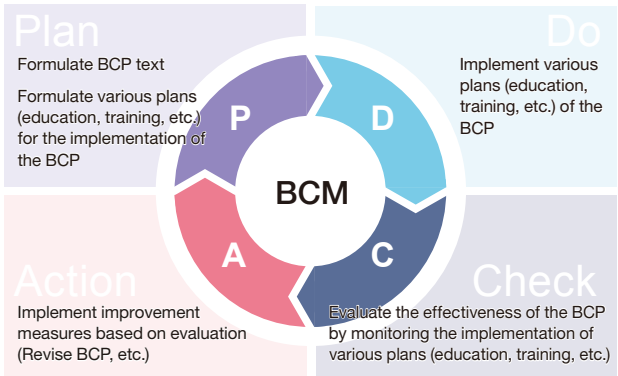 Plan
Formulate BCP text
Formulate various plans
(education, training, etc.)
for the implementation of
the BCP
Do
Implement various
plans (education,
training, etc.) of the
BCP
P
D
BCM
A
C
Action
Implement improvement
measures based on evaluation
(Revise BCP, etc.)
Check
Evaluate the effectiveness of the BCP
by monitoring the implementation of
various plans (education, training, etc.)